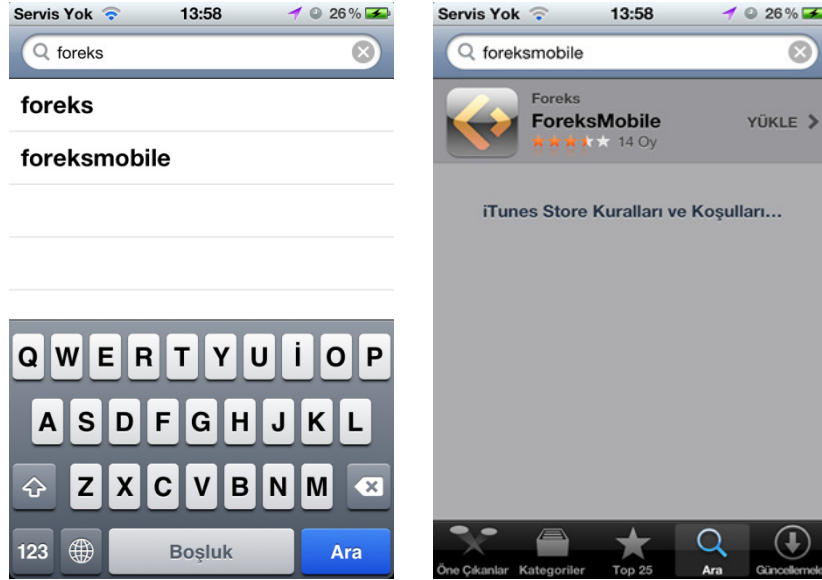 Servis Yok 13:58 26%
foreks
foreks
foreksmobile
Q W E R T Y U İ O P
A S D F G H J K L
Z X C V B N M
123 Boşluk Ara
Servis Yok 13:58 26%
foreksmobile
Foreks
ForeksMobile YÜKLE
14 Oy
iTunes Store Kuralları ve Koşulları...
Öne Çıkanlar Kategoriler Top 25 Ara Güncellemele